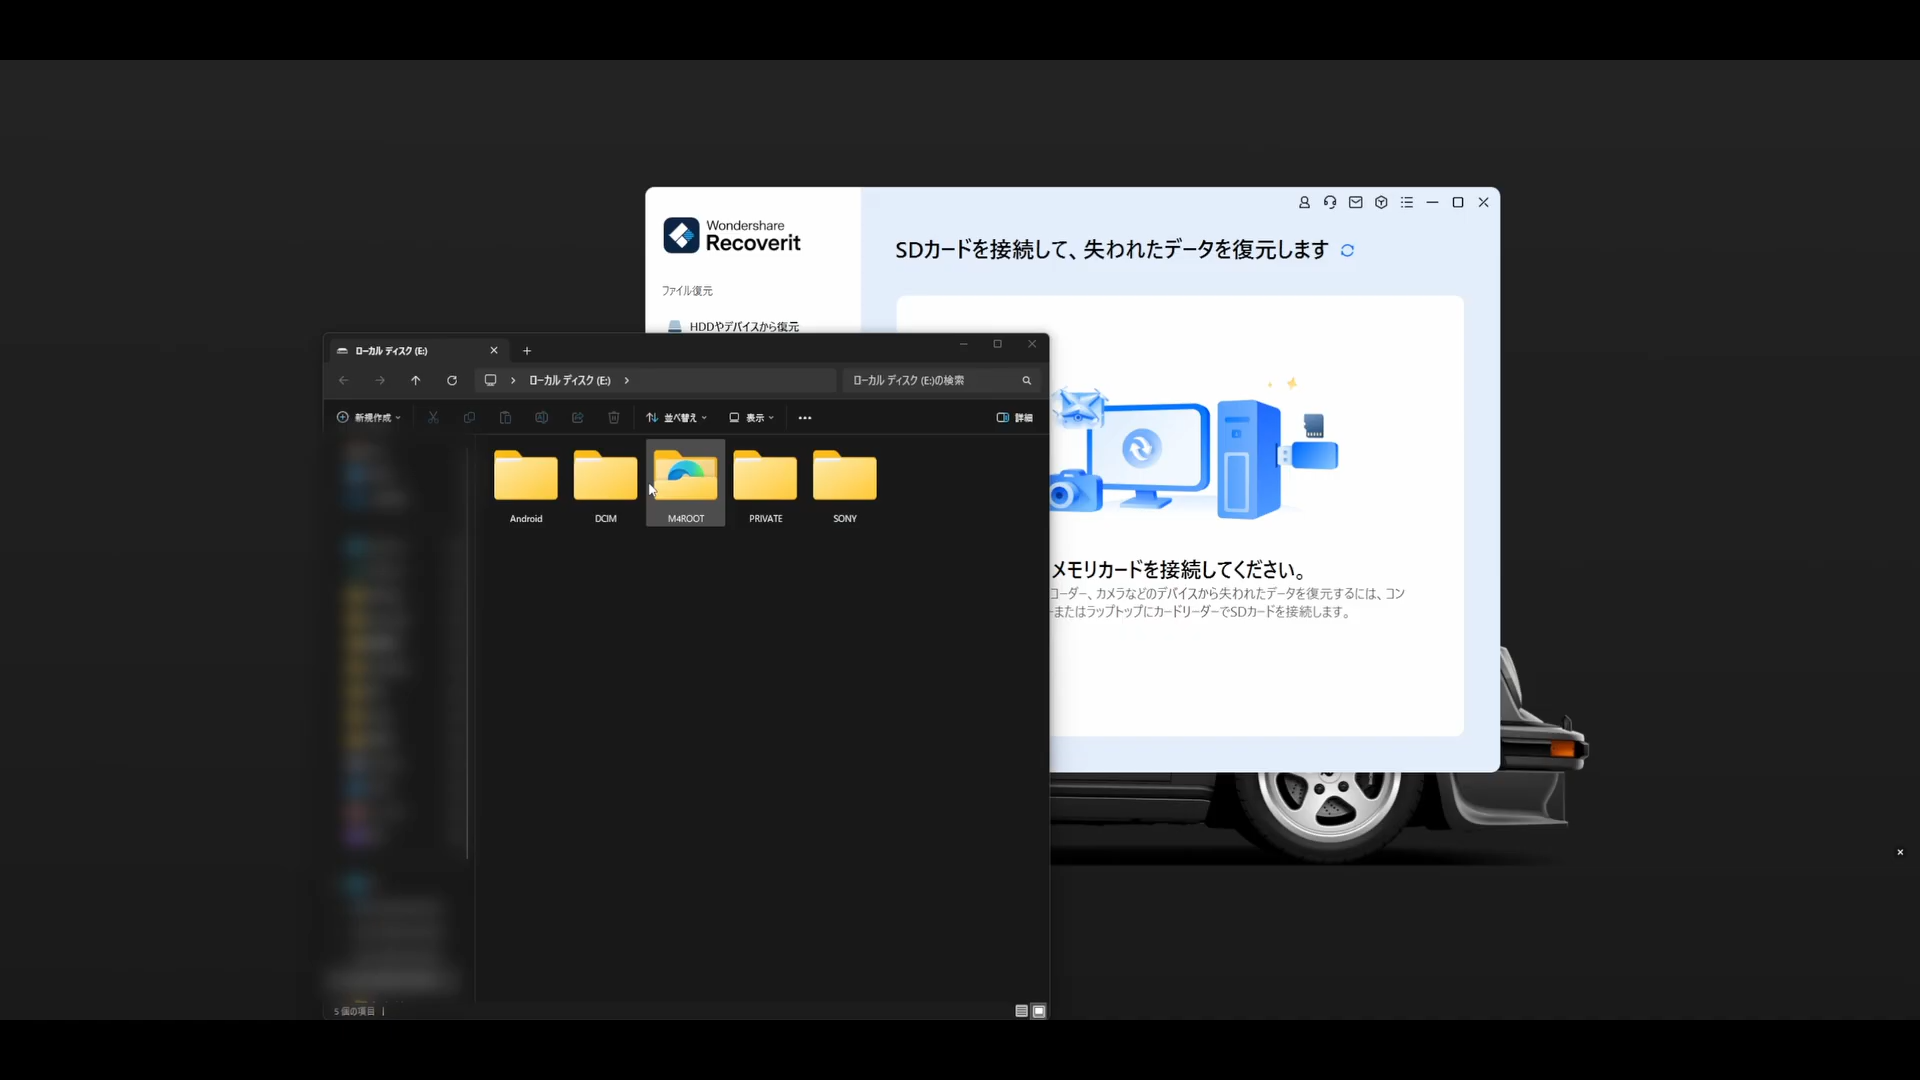 Wondershare
Recoverit
ファイル復元
HDDやデバイスから復元
SDカードを接続して、失われたデータを復元します
メモリカードを接続してください。
コーダー、カメラなどのデバイスから失われたデータを復元するには、コン
ーまたはラップトップにカードリーダーでSDカードを接続します。
ローカル ディスク (E:)
ローカル ディスク (E:)
ローカル ディスク (E:)の検索
新規作成
並べ替え
表示
詳細
Android
DCIM
M4ROOT
PRIVATE
SONY
5 個の項目